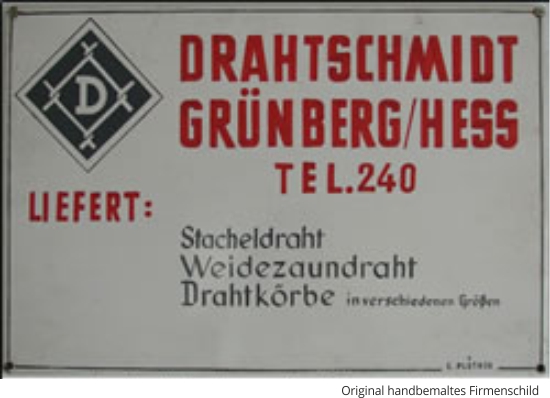 D
DRAHTSCHMIDT
GRÜNBERG/HESS
TEL.240
LIEFERT:
Stacheldraht
Weidezaundraht
Drahtkörbe in verschiedenen Größen
Original handbemaltes Firmenschild